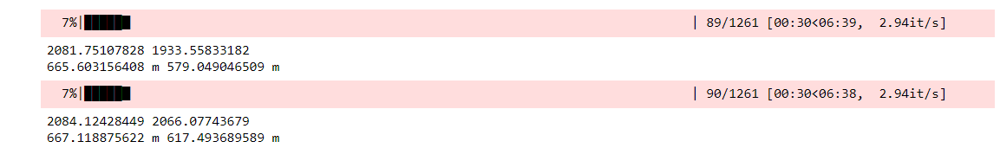 7%|██████ | 89/1261 [00:30<06:39, 2.94it/s]
2081.75107828 1933.55833182
665.603156408 m 579.049046509 m
7%|██████ | 90/1261 [00:30<06:38, 2.94it/s]
2084.12428449 2066.07743679
667.118875622 m 617.493689589 m